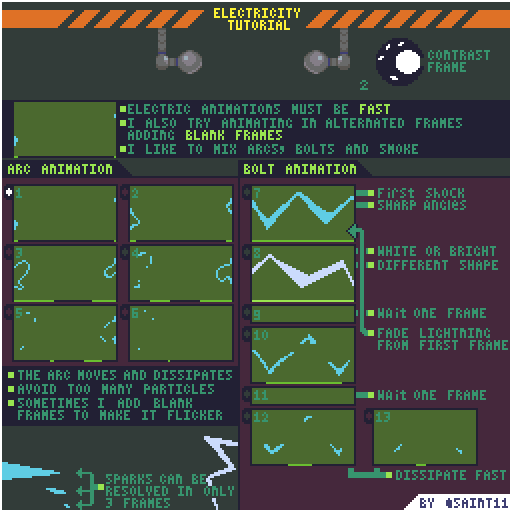 ELECTRICITY
TUTORIAL
CONTRAST
FRAME
2
ELECTRIC ANIMATIONS MUST BE FAST
I ALSO TRY ANIMATING IN ALTERNATED FRAMES
ADDING BLANK FRAMES
I LIKE TO MIX ARCS, BOLTS AND SMOKE
ARC ANIMATION
1
2
3
4
5
6
THE ARC MOVES AND DISSIPATES
AVOID TOO MANY PARTICLES
SOMETIMES I ADD BLANK
FRAMES TO MAKE IT FLICKER
SPARKS CAN BE
RESOLVED IN ONLY
3 FRAMES
BOLT ANIMATION
7
FIRST SHOCK
SHARP ANGLES
8
WHITE OR BRIGHT
DIFFERENT SHAPE
9
WAIT ONE FRAME
10
FADE LIGHTNING
FROM FIRST FRAME
11
WAIT ONE FRAME
12
13
DISSIPATE FAST
BY @SAINT11